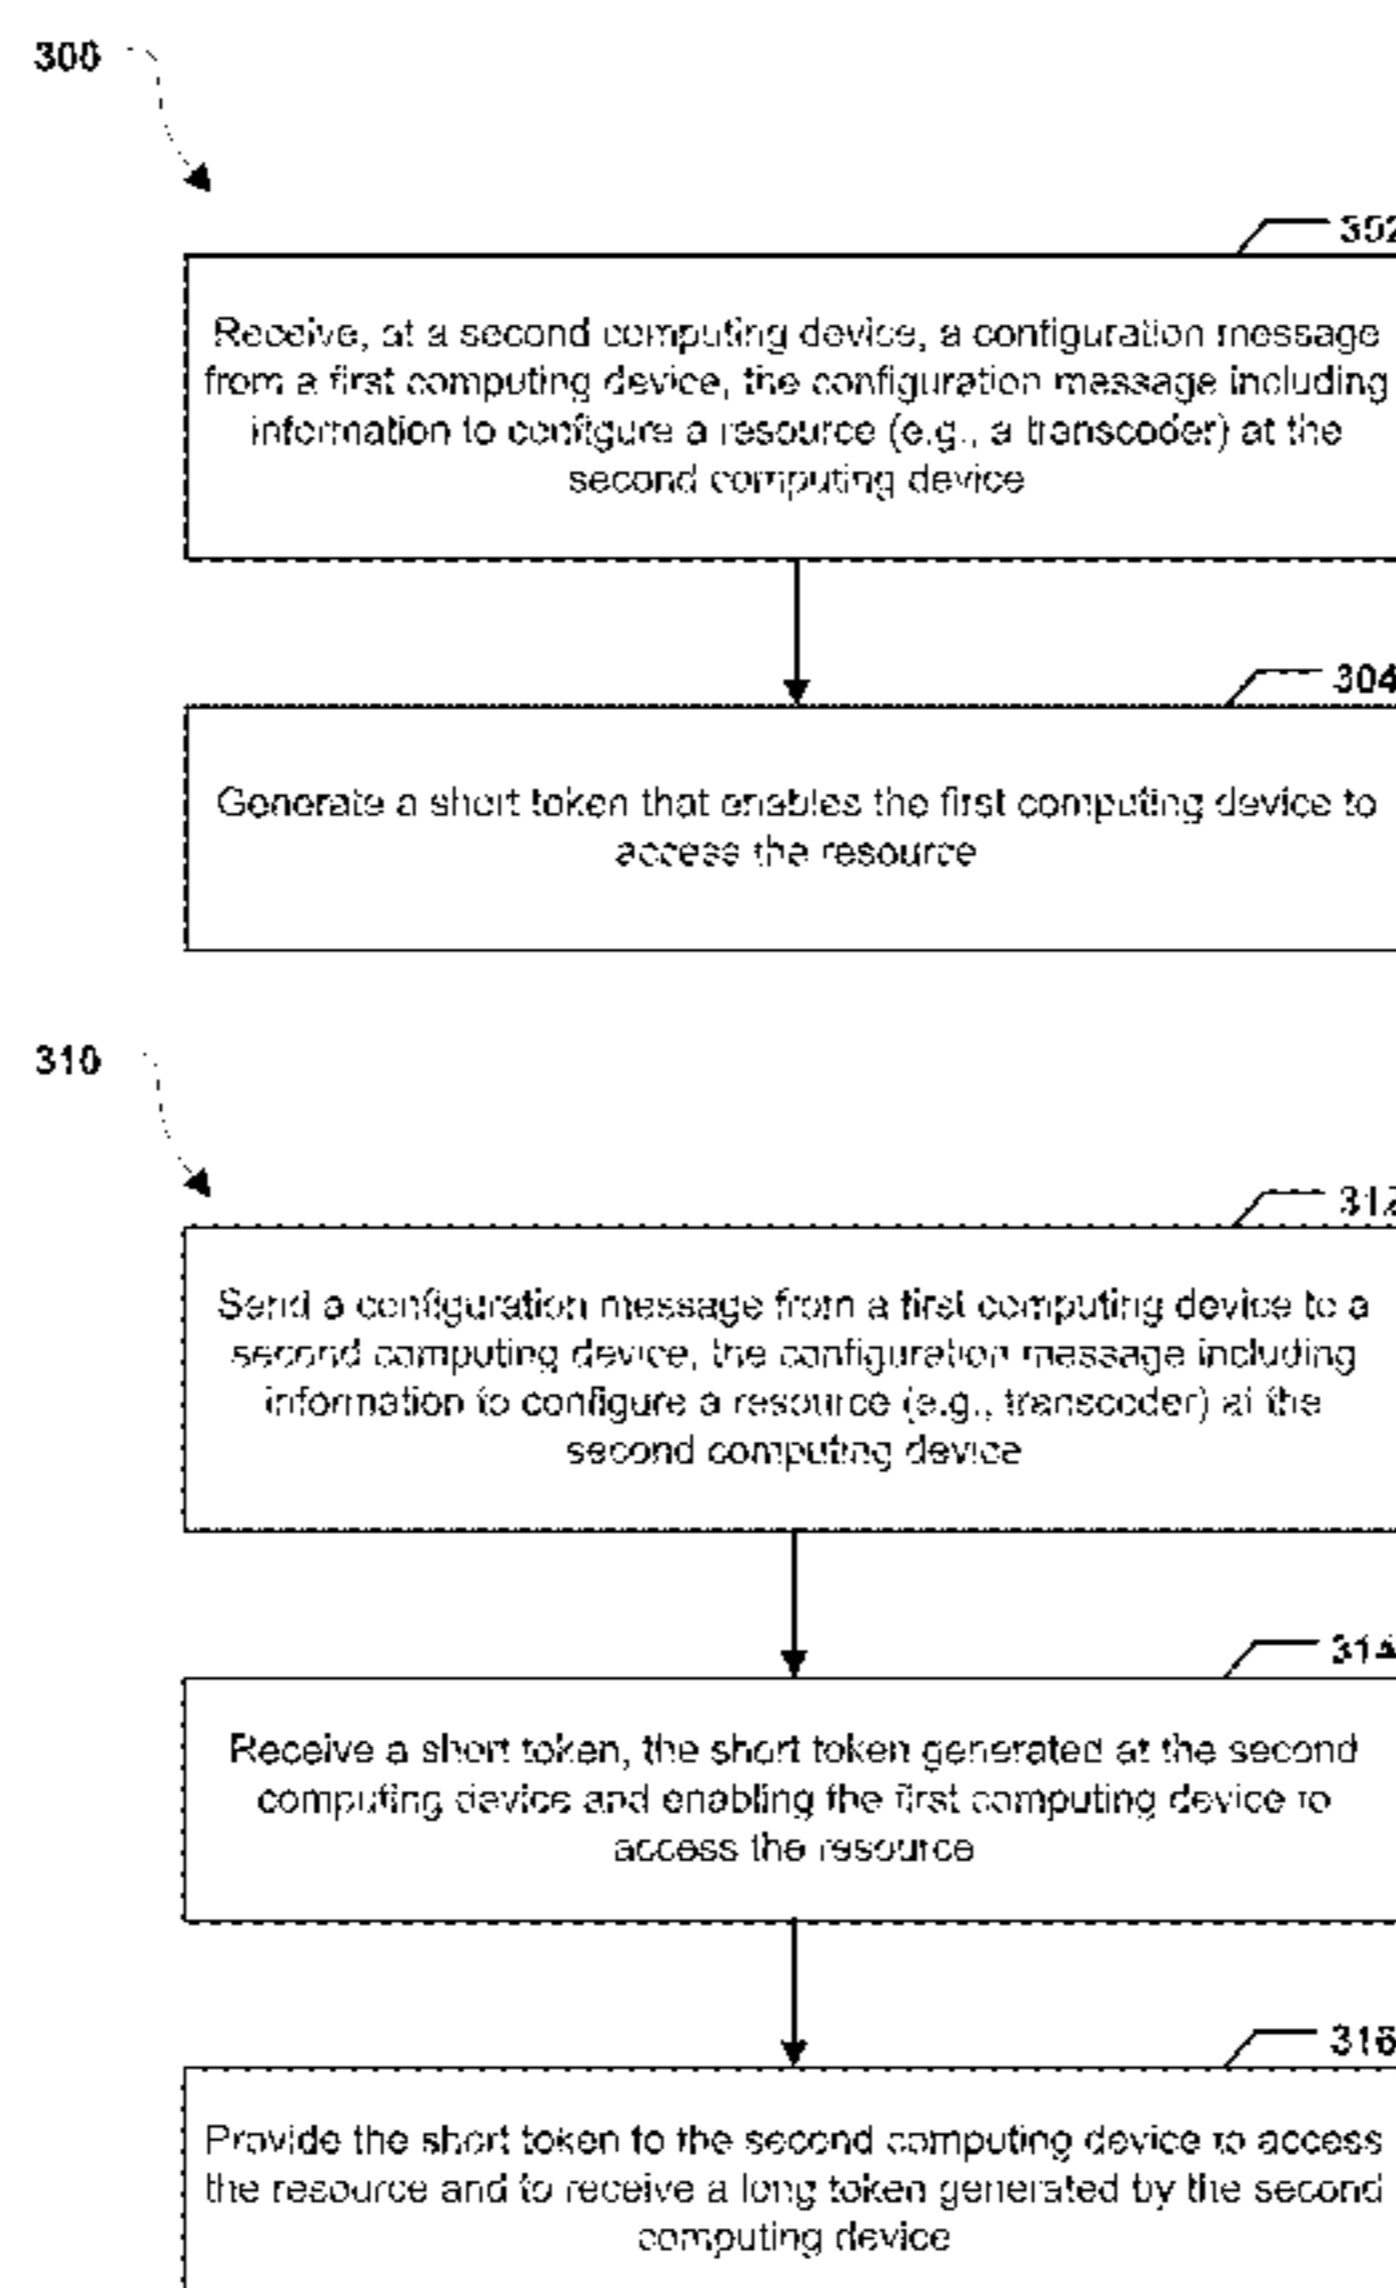 300
302
Receive, at a second computing device, a configuration message
from a first computing device, the configuration message including
information to configure a resource (e.g., a transcoder) at the
second computing device
304
Generate a short token that enables the first computing device to
access the resource
310
312
Send a configuration message from a first computing device to a
second computing device, the configuration message including
information to configure a resource (e.g., transcoder) at the
second computing device
314
Receive a short token, the short token generated at the second
computing device and enabling the first computing device to
access the resource
316
Provide the short token to the second computing device to access
the resource and to receive a long token generated by the second
computing device